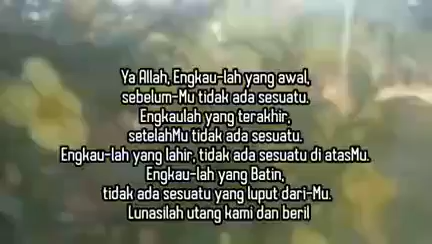 Ya Allah, Engkau-lah yang awal,
sebelum-Mu tidak ada sesuatu.
Engkaulah yang terakhir,
setelahMu tidak ada sesuatu.
Engkau-lah yang lahir, tidak ada sesuatu di atasMu.
Engkau-lah yang Batin,
tidak ada sesuatu yang luput dari-Mu.
Lunasilah utang kami dan beril